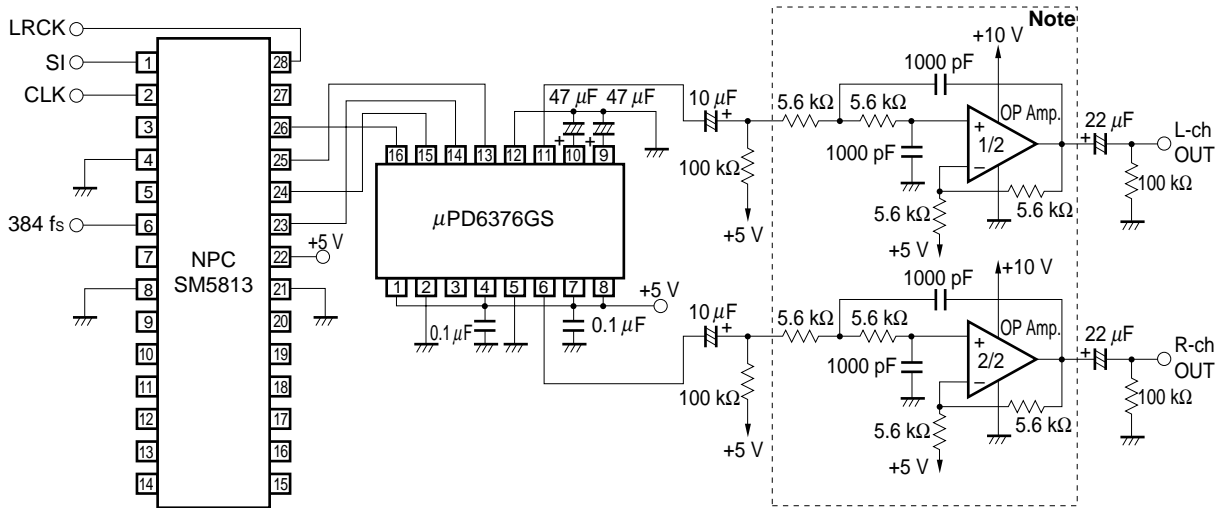 Note
LRCK
SI
CLK
384 fs
1
2
3
4
5
6
7
8
9
10
11
12
13
14
28
27
26
25
24
23
22
21
20
19
18
17
16
15
NPC
SM5813
+5 V
16
15
14
13
12
11
10
9
47 µF
47 µF
+
+
µPD6376GS
1
2
3
4
5
6
7
8
0.1 µF
0.1 µF
+5 V
10 µF
+
100 kΩ
+5 V
5.6 kΩ
5.6 kΩ
1000 pF
1000 pF
+10 V
OP Amp.
+
1/2
−
5.6 kΩ
5.6 kΩ
+5 V
22 µF
+
L-ch
OUT
100 kΩ
10 µF
+
100 kΩ
+5 V
5.6 kΩ
5.6 kΩ
1000 pF
1000 pF
+10 V
OP Amp.
+
2/2
−
5.6 kΩ
5.6 kΩ
+5 V
22 µF
+
R-ch
OUT
100 kΩ